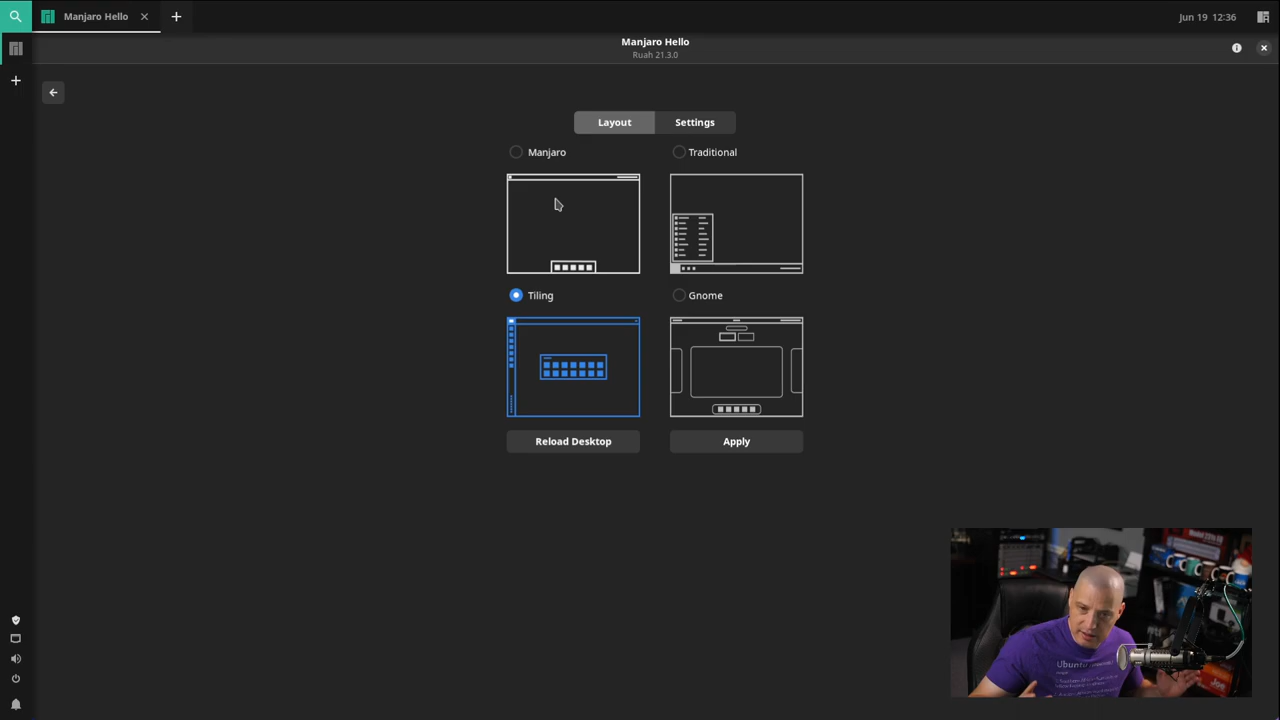 Manjaro Hello
Jun 19 12:36
Manjaro Hello
Ruah 21.3.0
Layout
Settings
Manjaro
Traditional
Tiling
Gnome
Reload Desktop
Apply
Ubuntu